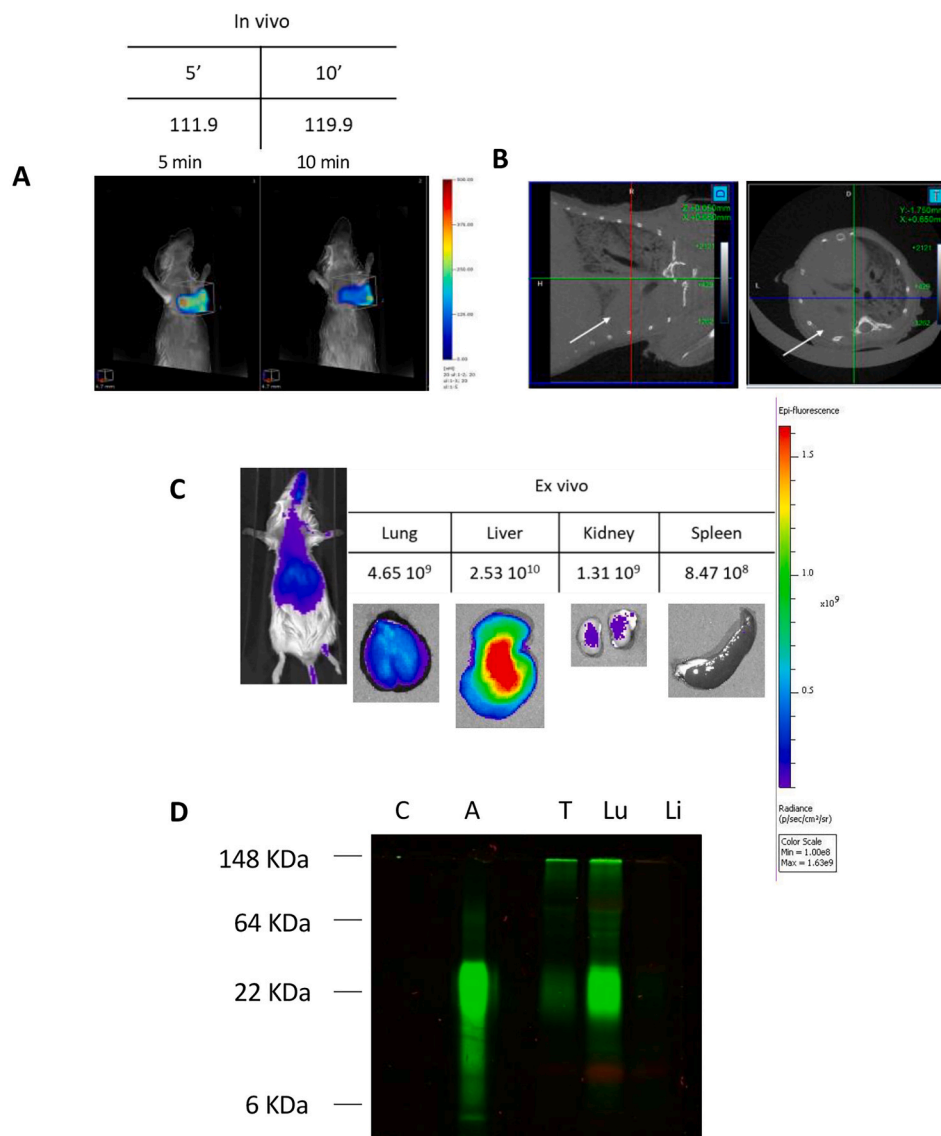 In vivo
5’ 10’
111.9 119.9
5 min 10 min
A
B
C
Ex vivo
Lung Liver Kidney Spleen
4.65 10⁹ 2.53 10¹⁰ 1.31 10⁹ 8.47 10⁸
Epi-fluorescence
1.5
1.0
x10⁹
0.5
Radiance
(p/sec/cm²/sr)
Color Scale
Min = 1.00e8
Max = 1.63e9
D
C A T Lu Li
148 KDa
64 KDa
22 KDa
6 KDa